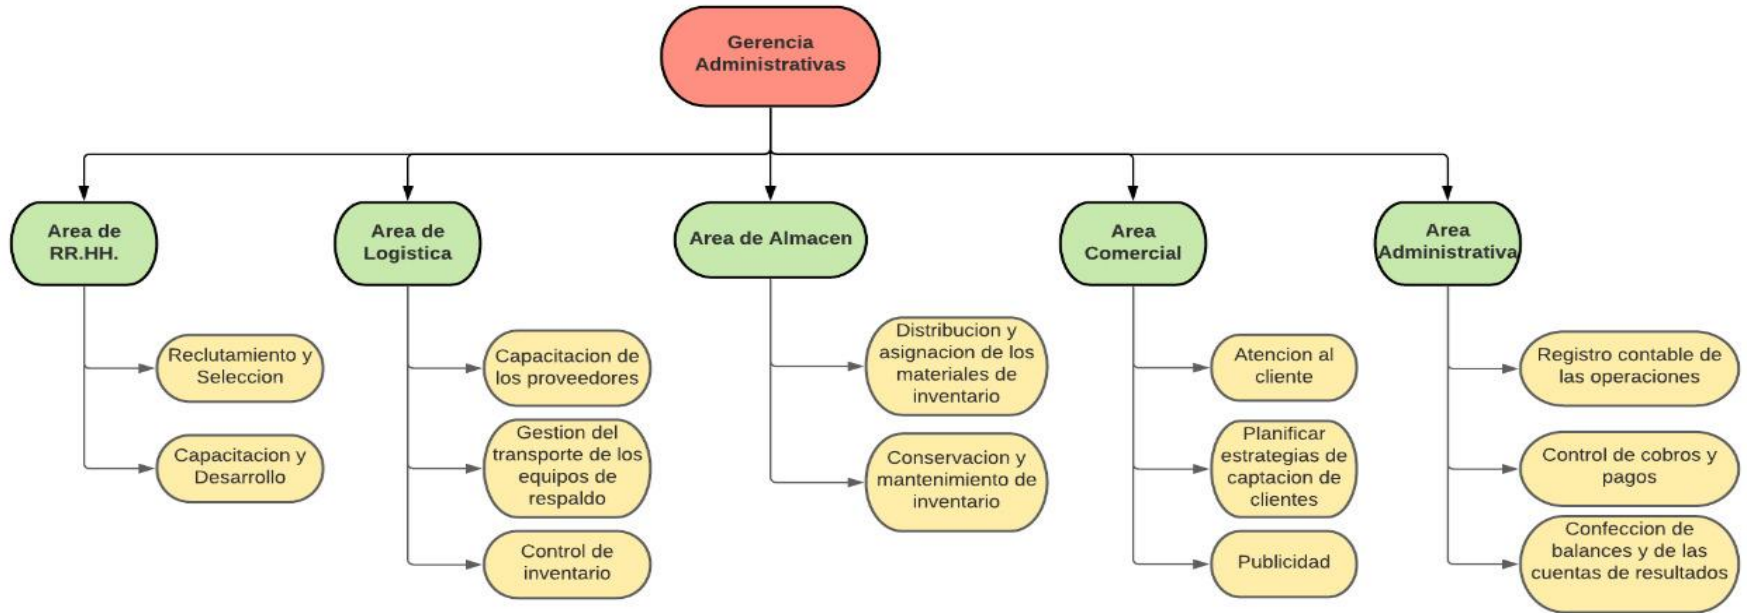 Gerencia
Administrativas
Area de
RR.HH.
Area de
Logistica
Area de Almacen
Area
Comercial
Area
Administrativa
Reclutamiento y
Seleccion
Capacitacion y
Desarrollo
Capacitacion de
los proveedores
Gestion del
transporte de los
equipos de
respaldo
Control de
inventario
Distribucion y
asignacion de los
materiales de
inventario
Conservacion y
mantenimiento de
inventario
Atencion al
cliente
Planificar
estrategias de
captacion de
clientes
Publicidad
Registro contable de
las operaciones
Control de cobros y
pagos
Confeccion de
balances y de las
cuentas de resultados